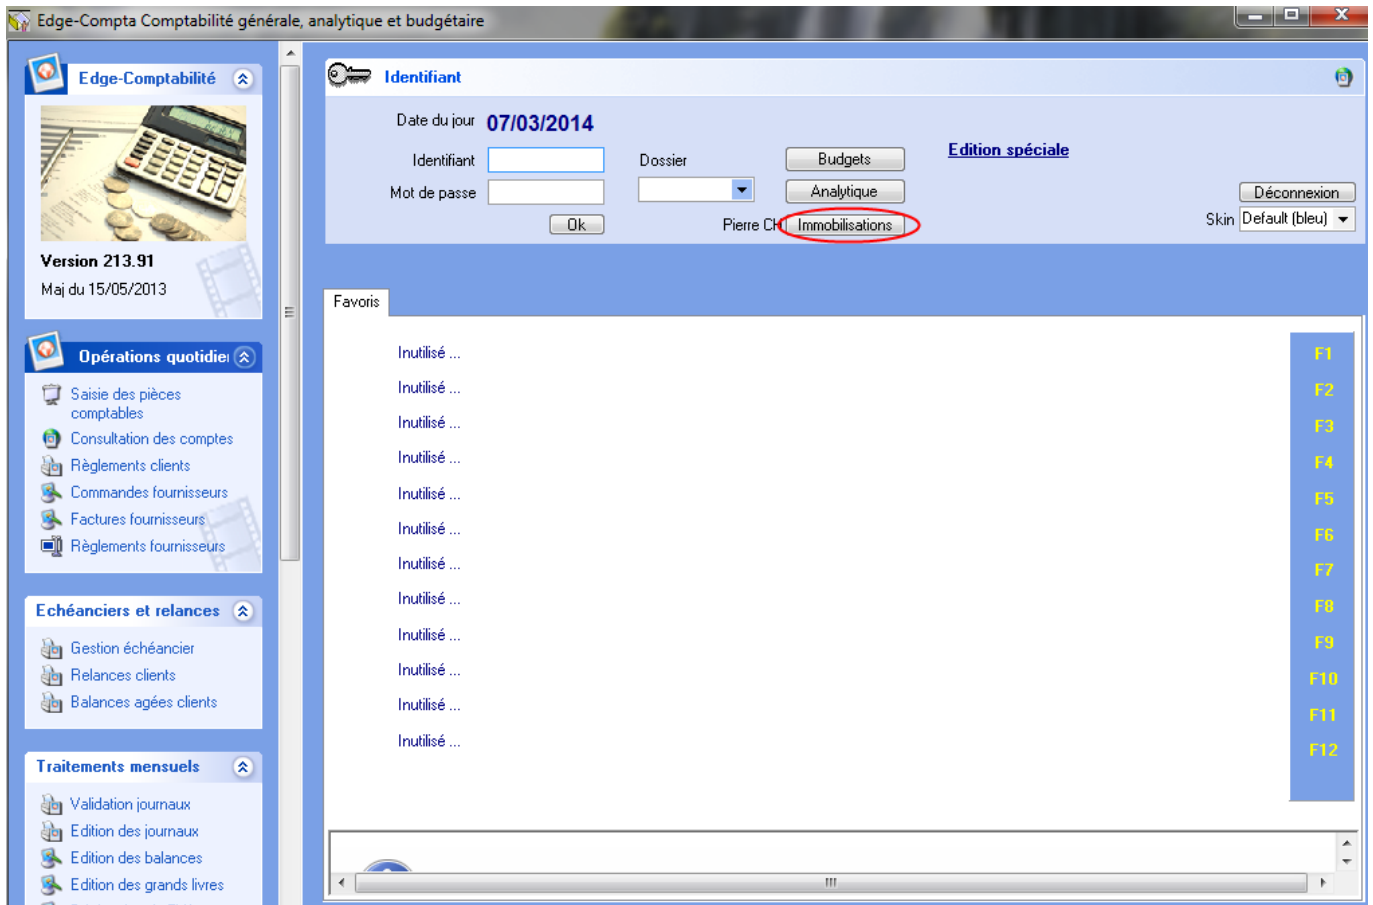 Edge-Compta Comptabilité générale, analytique et budgétaire
Edge-Comptabilité
Version 213.91
Maj du 15/05/2013
Opérations quotidie
Saisie des pièces
comptables
Consultation des comptes
Règlements clients
Commandes fournisseurs
Factures fournisseurs
Règlements fournisseurs
Echéanciers et relances
Gestion échéancier
Relances clients
Balances agées clients
Traitements mensuels
Validation journaux
Edition des journaux
Edition des balances
Edition des grands livres
Identifiant
Date du jour 07/03/2014
Identifiant Dossier Budgets Edition spéciale
Mot de passe Analytique Déconnexion
Ok Pierre CH Immobilisations Skin Default (bleu)
Favoris
Inutilisé ... F1
Inutilisé ... F2
Inutilisé ... F3
Inutilisé ... F4
Inutilisé ... F5
Inutilisé ... F6
Inutilisé ... F7
Inutilisé ... F8
Inutilisé ... F9
Inutilisé ... F10
Inutilisé ... F11
Inutilisé ... F12